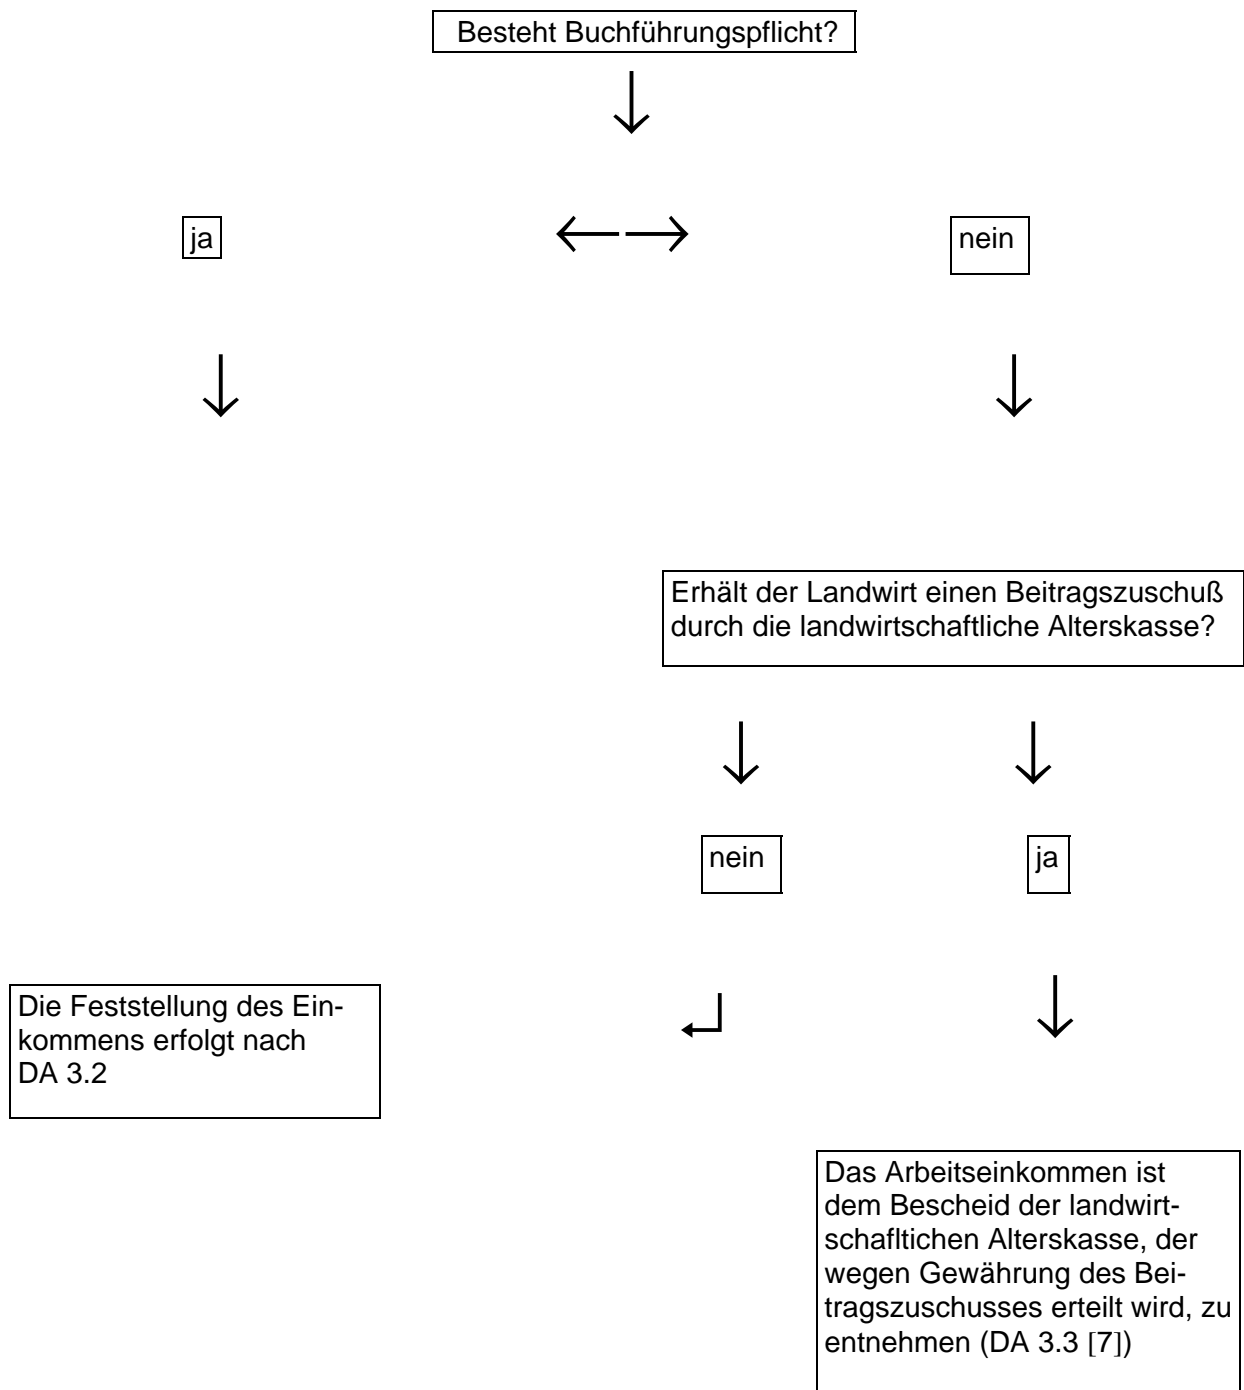 Besteht Buchführungspflicht?
ja
nein
Erhält der Landwirt einen Beitragszuschuß
durch die landwirtschaftliche Alterskasse?
nein
ja
Die Feststellung des Ein-
kommens erfolgt nach
DA 3.2
Das Arbeitseinkommen ist
dem Bescheid der landwirt-
schafltichen Alterskasse, der
wegen Gewährung des Bei-
tragszuschusses erteilt wird, zu
entnehmen (DA 3.3 [7])